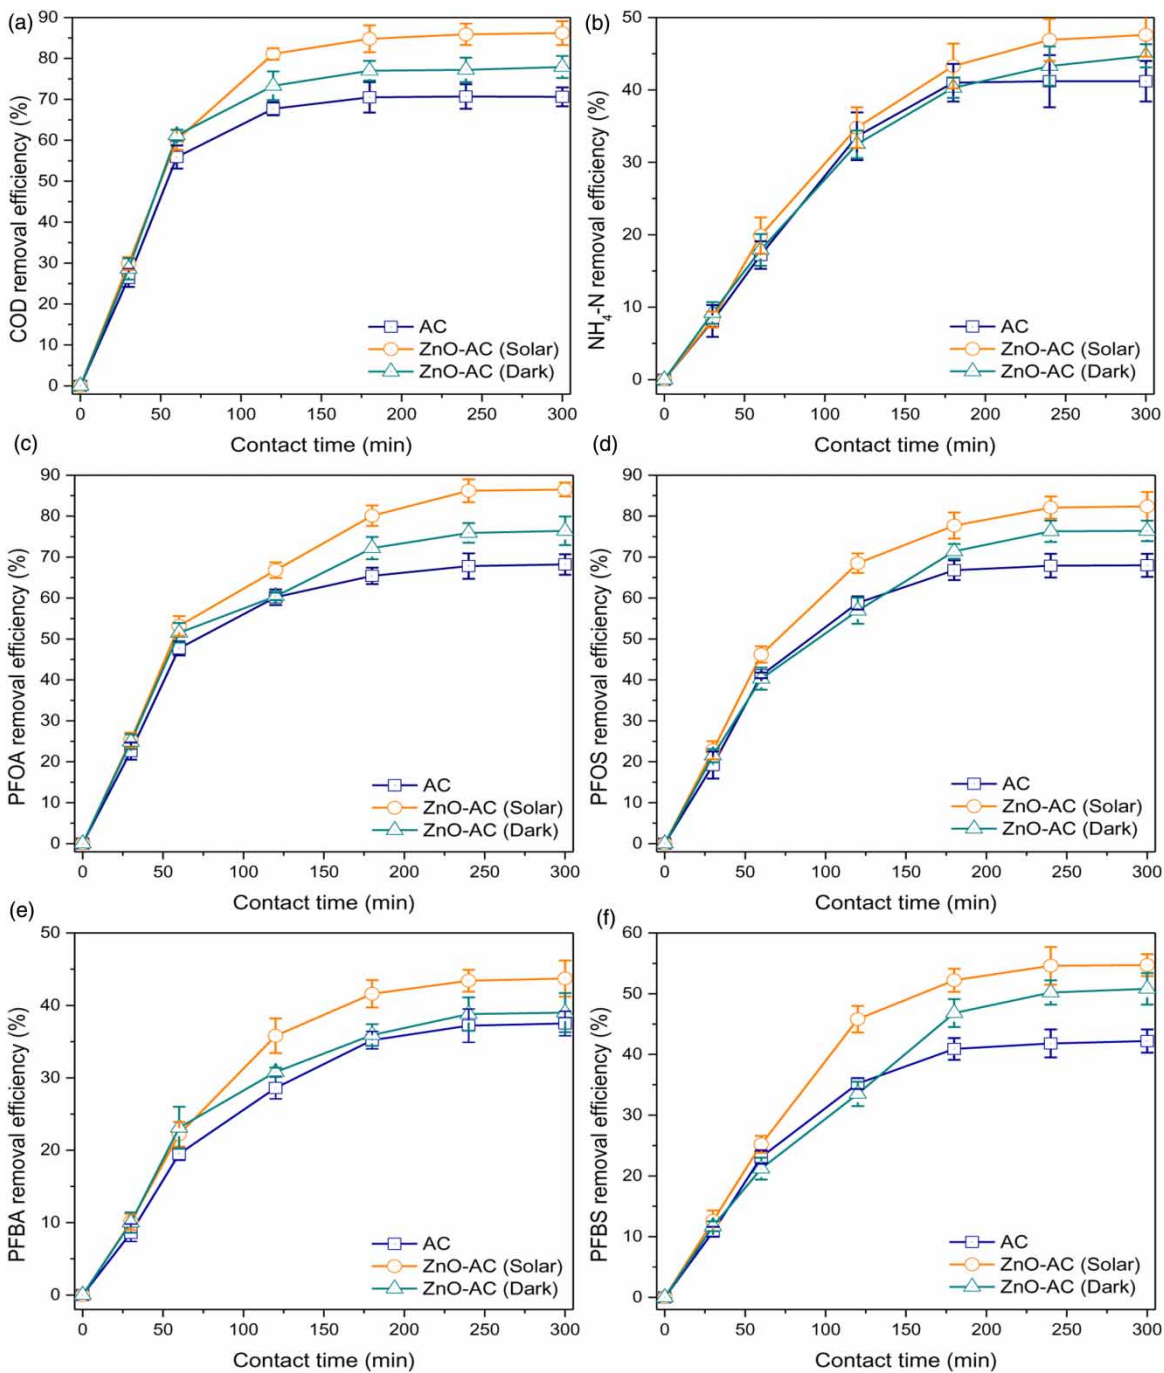 (a)
90
80
70
60
50
40
30
20
10
0
COD removal efficiency (%)
AC
ZnO-AC (Solar)
ZnO-AC (Dark)
0 50 100 150 200 250 300
Contact time (min)
(b)
50
40
30
20
10
0
NH4-N removal efficiency (%)
AC
ZnO-AC (Solar)
ZnO-AC (Dark)
0 50 100 150 200 250 300
Contact time (min)
(c)
90
80
70
60
50
40
30
20
10
0
PFOA removal efficiency (%)
AC
ZnO-AC (Solar)
ZnO-AC (Dark)
0 50 100 150 200 250 300
Contact time (min)
(d)
90
80
70
60
50
40
30
20
10
0
PFOS removal efficiency (%)
AC
ZnO-AC (Solar)
ZnO-AC (Dark)
0 50 100 150 200 250 300
Contact time (min)
(e)
50
40
30
20
10
0
PFBA removal efficiency (%)
AC
ZnO-AC (Solar)
ZnO-AC (Dark)
0 50 100 150 200 250 300
Contact time (min)
(f)
60
50
40
30
20
10
0
PFBS removal efficiency (%)
AC
ZnO-AC (Solar)
ZnO-AC (Dark)
0 50 100 150 200 250 300
Contact time (min)